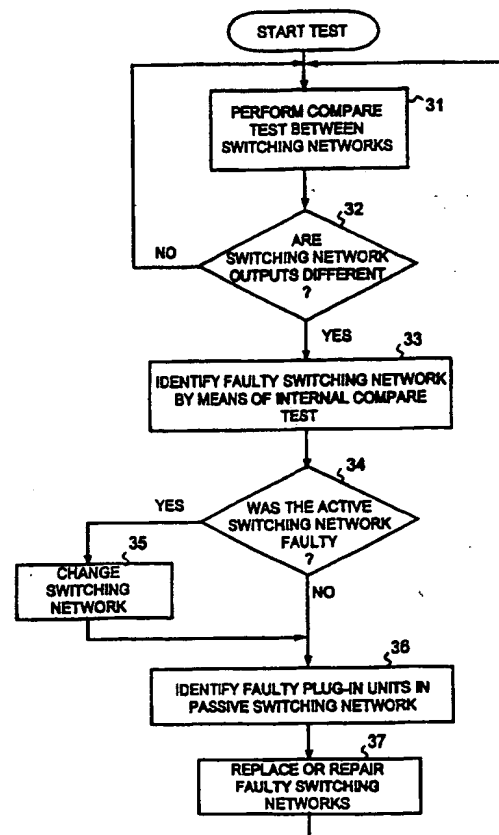 START TEST
31
PERFORM COMPARE
TEST BETWEEN
SWITCHING NETWORKS
32
ARE
SWITCHING NETWORK
OUTPUTS DIFFERENT
?
NO
YES
33
IDENTIFY FAULTY SWITCHING NETWORK
BY MEANS OF INTERNAL COMPARE
TEST
34
WAS THE ACTIVE
SWITCHING NETWORK
FAULTY
?
YES
35
CHANGE
SWITCHING
NETWORK
NO
36
IDENTIFY FAULTY PLUG-IN UNITS IN
PASSIVE SWITCHING NETWORK
37
REPLACE OR REPAIR
FAULTY SWITCHING
NETWORKS